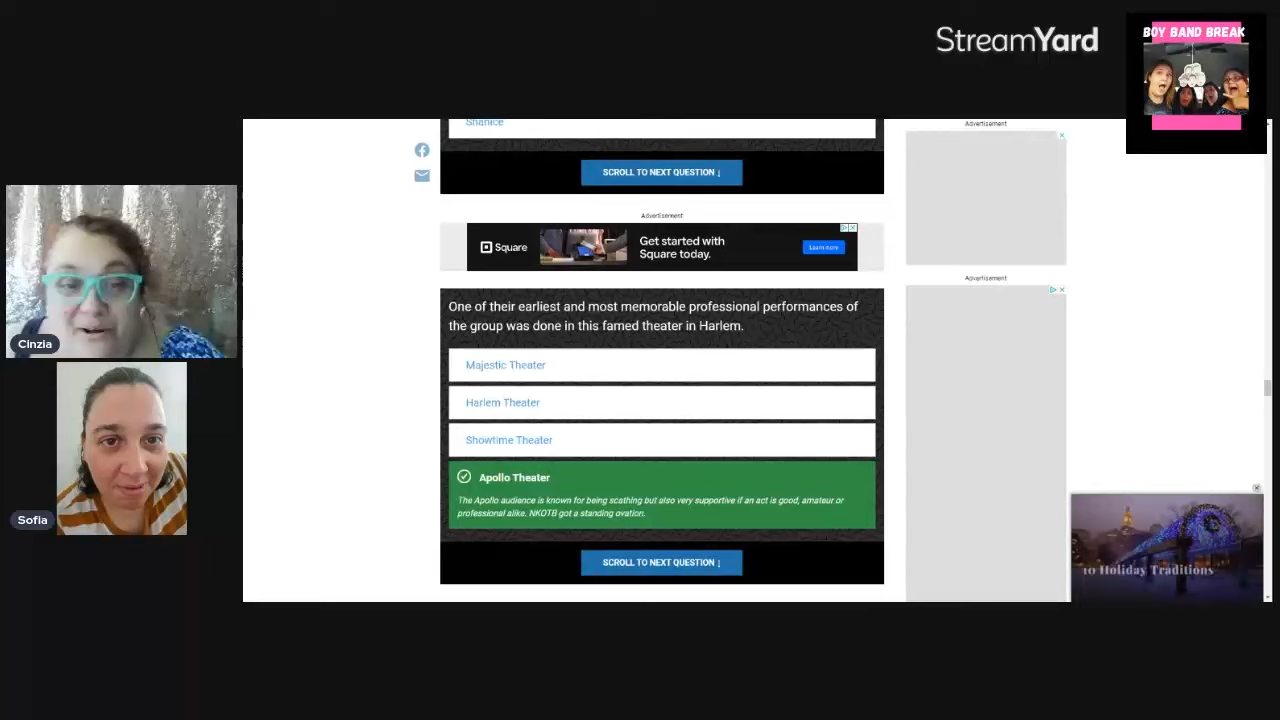 StreamYard
BOY BAND BREAK
Shanice
SCROLL TO NEXT QUESTION ↓
Advertisement
Advertisement
Square
Get started with
Square today.
Learn more
Advertisement
One of their earliest and most memorable professional performances of
the group was done in this famed theater in Harlem.
Majestic Theater
Harlem Theater
Showtime Theater
Apollo Theater
The Apollo audience is known for being scathing but also very supportive if an act is good, amateur or
professional alike. NKOTB got a standing ovation.
SCROLL TO NEXT QUESTION ↓
Cinzia
Sofia
10 Holiday Traditions